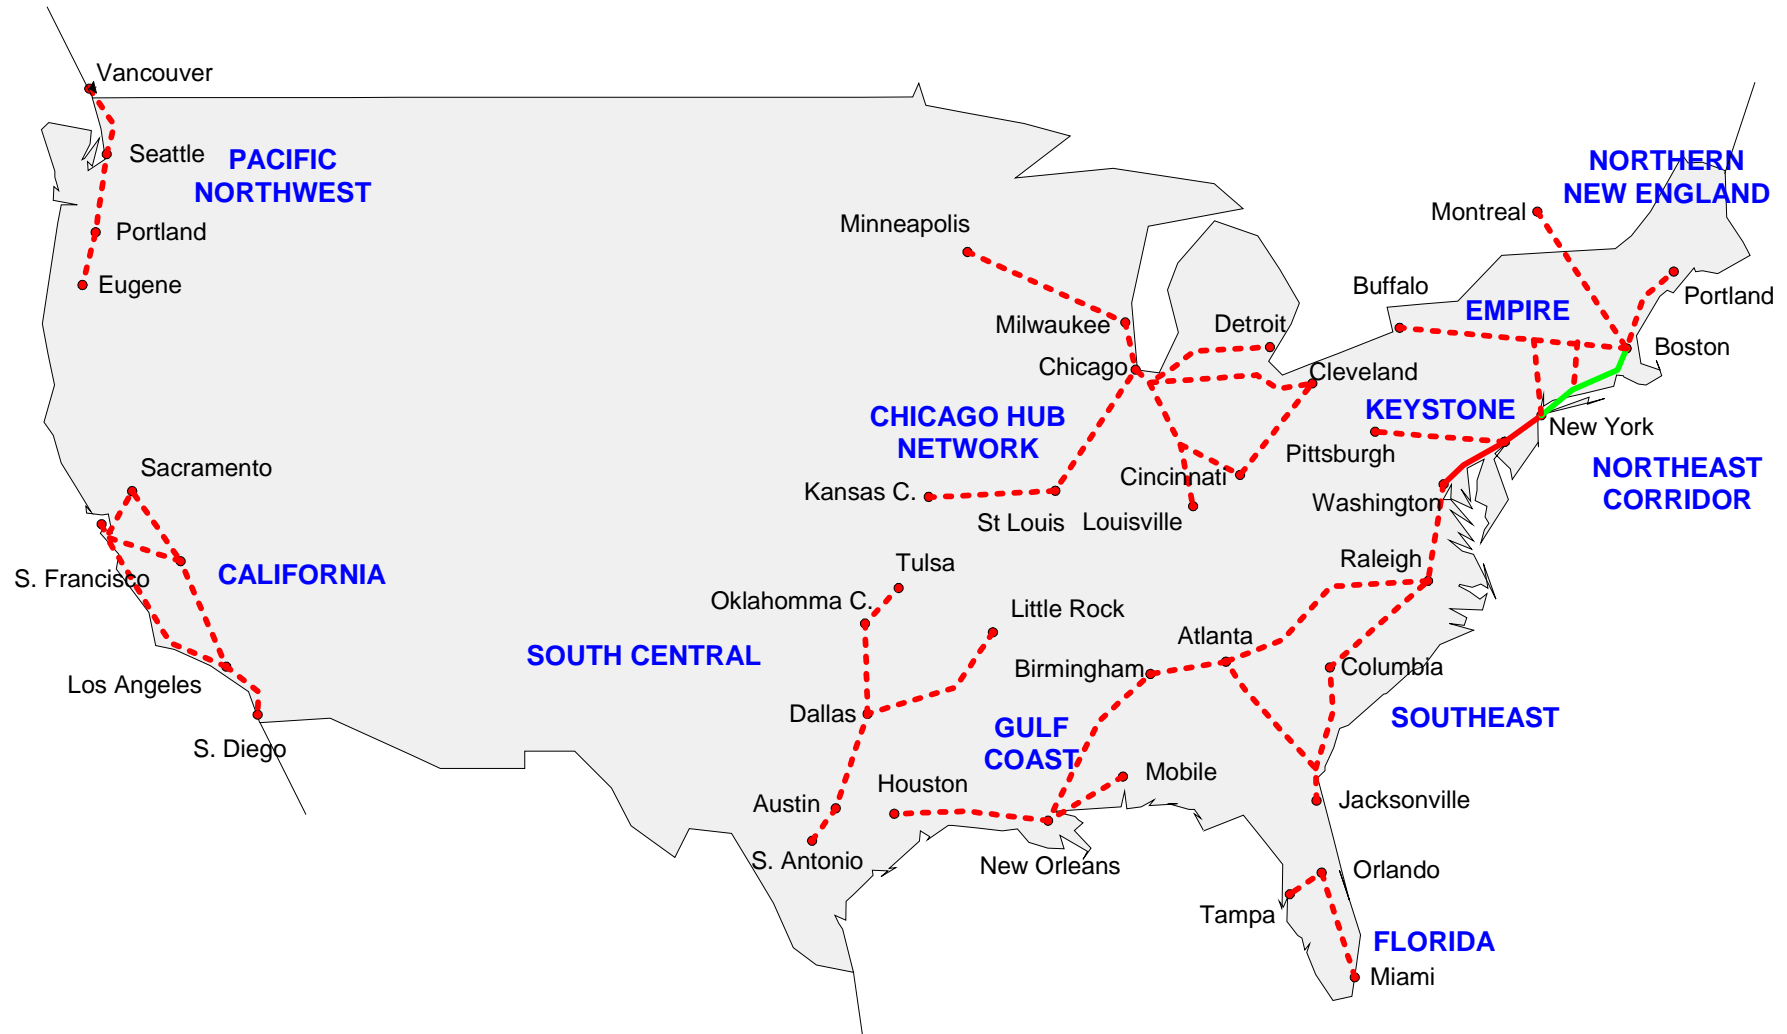 Vancouver
Seattle
PACIFIC
NORTHWEST
Portland
Eugene
Minneapolis
Milwaukee
Chicago
Detroit
Cleveland
CHICAGO HUB
NETWORK
Kansas C.
St Louis
Cincinnati
Louisville
NORTHERN
NEW ENGLAND
Montreal
Portland
Buffalo
EMPIRE
Boston
KEYSTONE
New York
Pittsburgh
NORTHEAST
CORRIDOR
Washington
Sacramento
S. Francisco
CALIFORNIA
Los Angeles
S. Diego
Tulsa
Oklahomma C.
Little Rock
SOUTH CENTRAL
Dallas
Austin
S. Antonio
Houston
GULF
COAST
New Orleans
Mobile
Birmingham
Atlanta
Raleigh
Columbia
SOUTHEAST
Jacksonville
Orlando
Tampa
FLORIDA
Miami